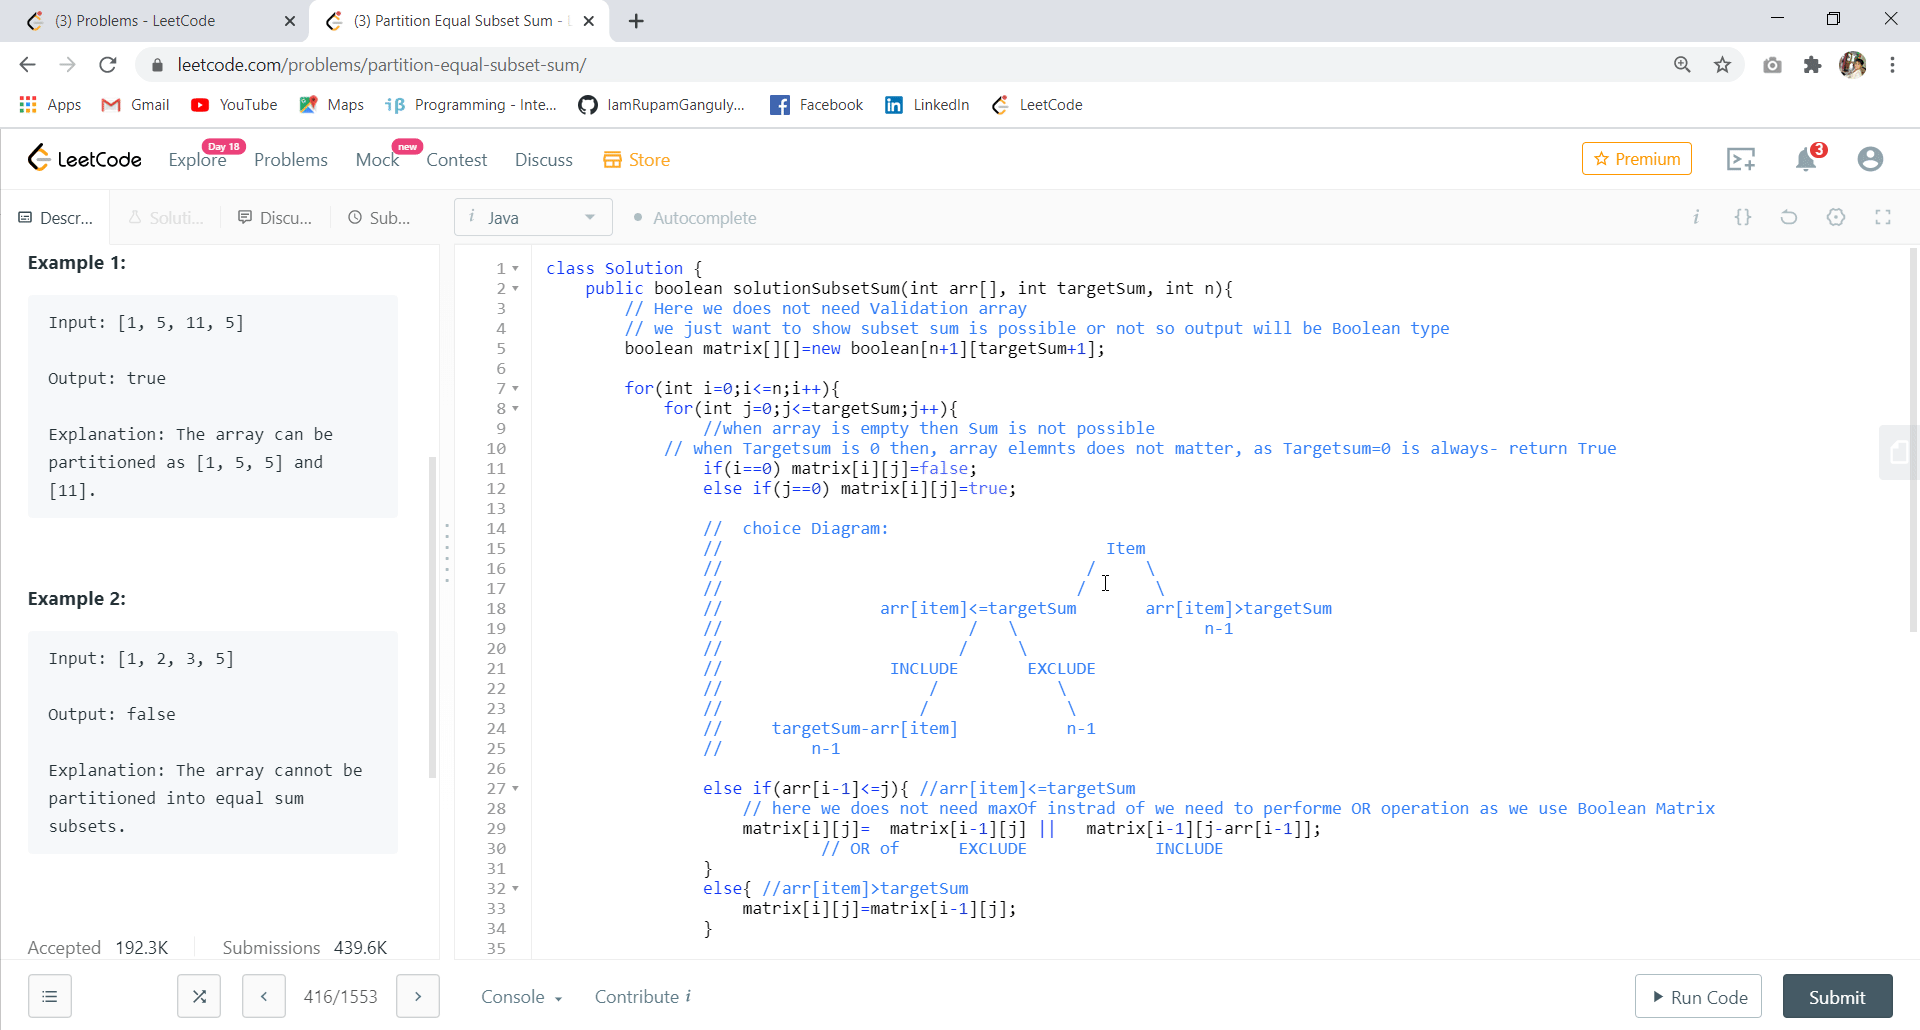 (3) Problems - LeetCode
(3) Partition Equal Subset Sum -
leetcode.com/problems/partition-equal-subset-sum/
Apps Gmail YouTube Maps Programming - Inte... IamRupamGanguly... Facebook LinkedIn LeetCode
LeetCode Explore Day 18 Problems Mock new Contest Discuss Store Premium 3
Descr... Soluti... Discu... Sub... i Java Autocomplete i {}
Example 1:
Input: [1, 5, 11, 5]
Output: true
Explanation: The array can be
partitioned as [1, 5, 5] and
[11].
Example 2:
Input: [1, 2, 3, 5]
Output: false
Explanation: The array cannot be
partitioned into equal sum
subsets.
Accepted 192.3K Submissions 439.6K
1 class Solution {
2 public boolean solutionSubsetSum(int arr[], int targetSum, int n){
3 // Here we does not need Validation array
4 // we just want to show subset sum is possible or not so output will be Boolean type
5 boolean matrix[][]=new boolean[n+1][targetSum+1];
6
7 for(int i=0;i<=n;i++){
8 for(int j=0;j<=targetSum;j++){
9 //when array is empty then Sum is not possible
10 // when Targetsum is 0 then, array elemnts does not matter, as Targetsum=0 is always- return True
11 if(i==0) matrix[i][j]=false;
12 else if(j==0) matrix[i][j]=true;
13
14 // choice Diagram:
15 // Item
16 // / \
17 // / \
18 // arr[item]<=targetSum arr[item]>targetSum
19 // / \ n-1
20 // / \
21 // INCLUDE EXCLUDE
22 // / \
23 // / \
24 // targetSum-arr[item] n-1
25 // n-1
26
27 else if(arr[i-1]<=j){ //arr[item]<=targetSum
28 // here we does not need maxOf instrad of we need to performe OR operation as we use Boolean Matrix
29 matrix[i][j]= matrix[i-1][j] || matrix[i-1][j-arr[i-1]];
30 // OR of EXCLUDE INCLUDE
31 }
32 else{ //arr[item]>targetSum
33 matrix[i][j]=matrix[i-1][j];
34 }
35
416/1553 Console Contribute i Run Code Submit